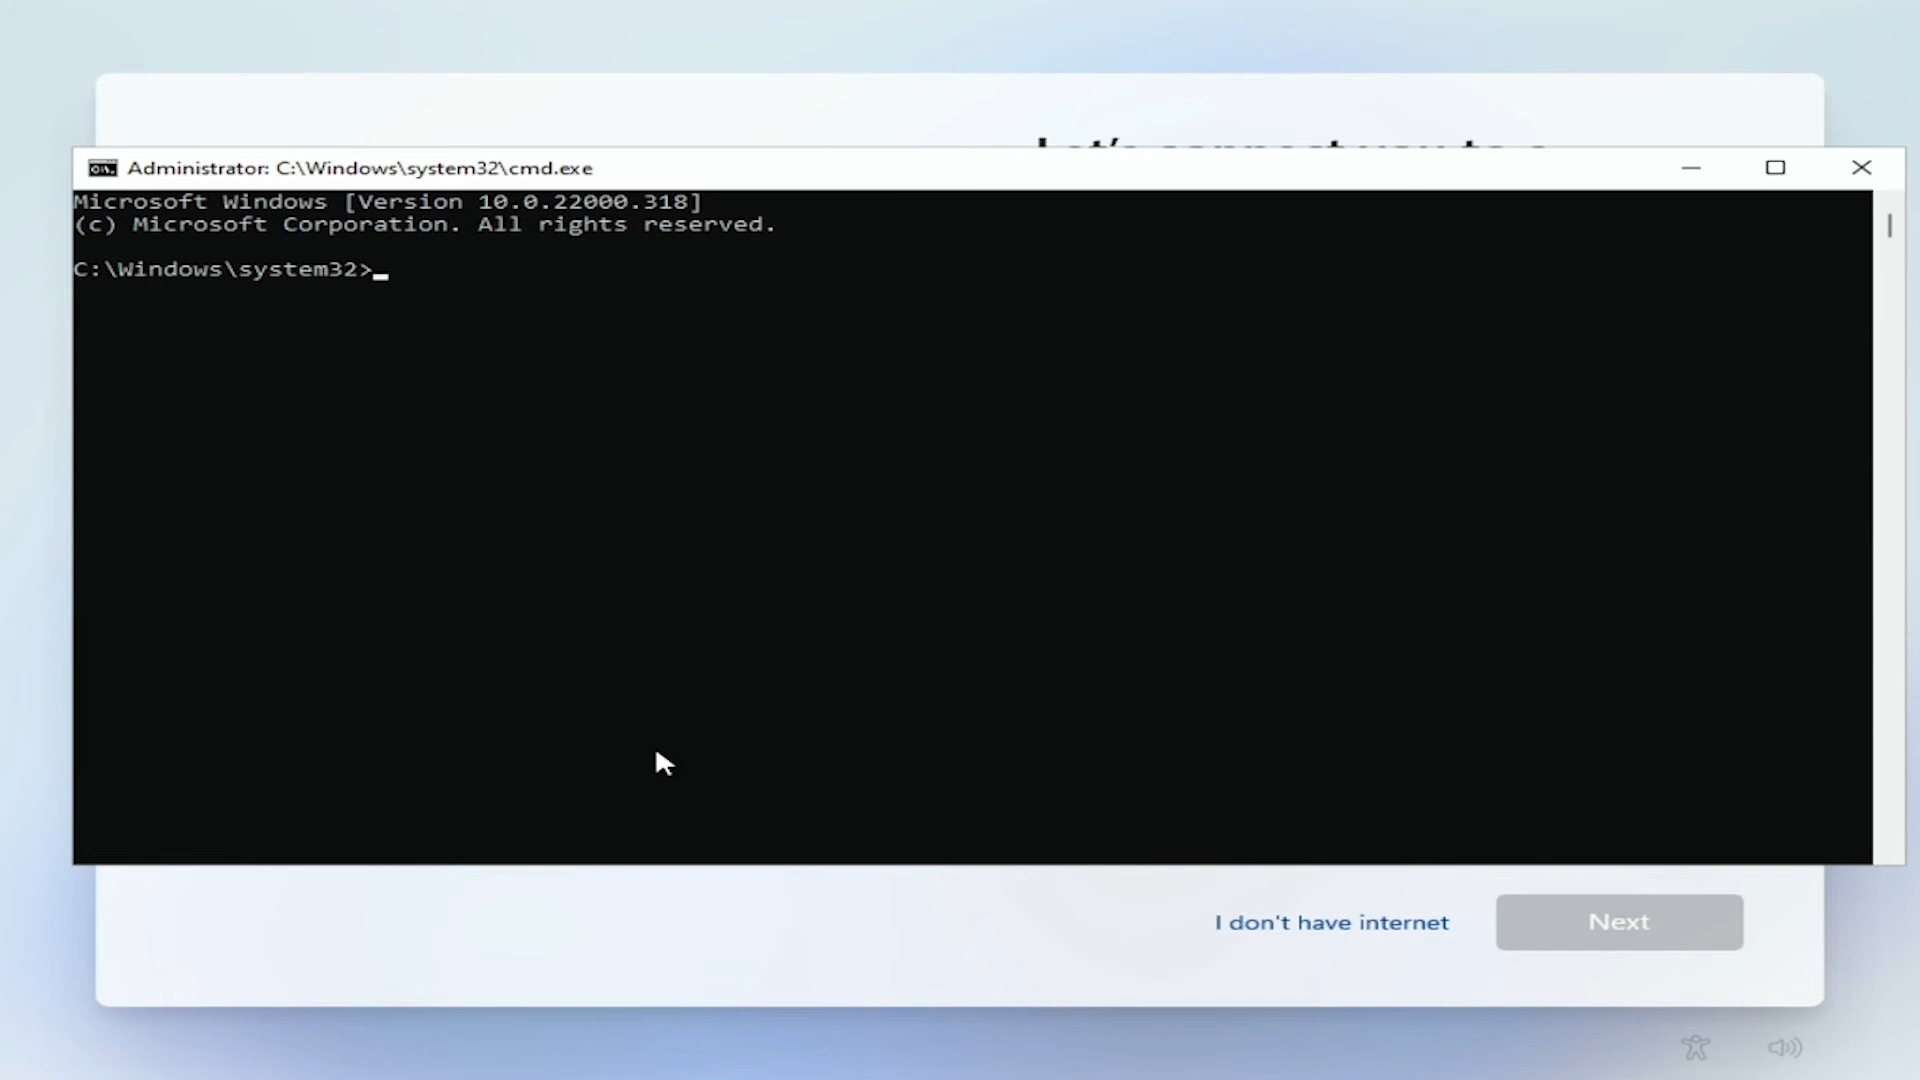 Administrator: C:\Windows\system32\cmd.exe
Microsoft Windows [Version 10.0.22000.318]
(c) Microsoft Corporation. All rights reserved.
C:\Windows\system32>
I don't have internet
Next